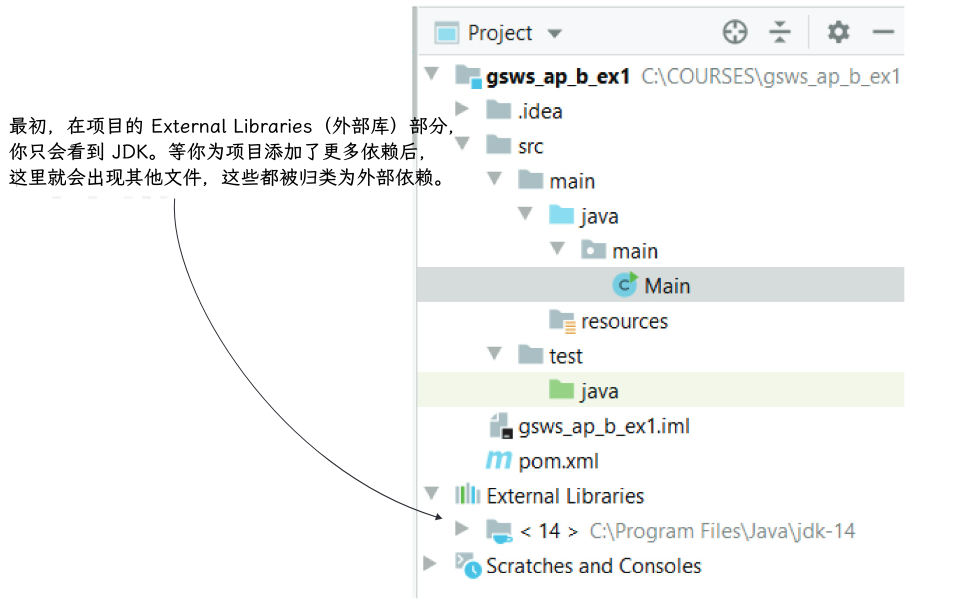 Project
gsws_ap_b_ex1 C:\COURSES\gsws_ap_b_ex1
.idea
最初，在项目的 External Libraries（外部库）部分，
你只会看到 JDK。等你为项目添加了更多依赖后，
这里就会出现其他文件，这些都被归类为外部依赖。
src
main
java
main
Main
resources
test
java
gsws_ap_b_ex1.iml
pom.xml
External Libraries
< 14 > C:\Program Files\Java\jdk-14
Scratches and Consoles